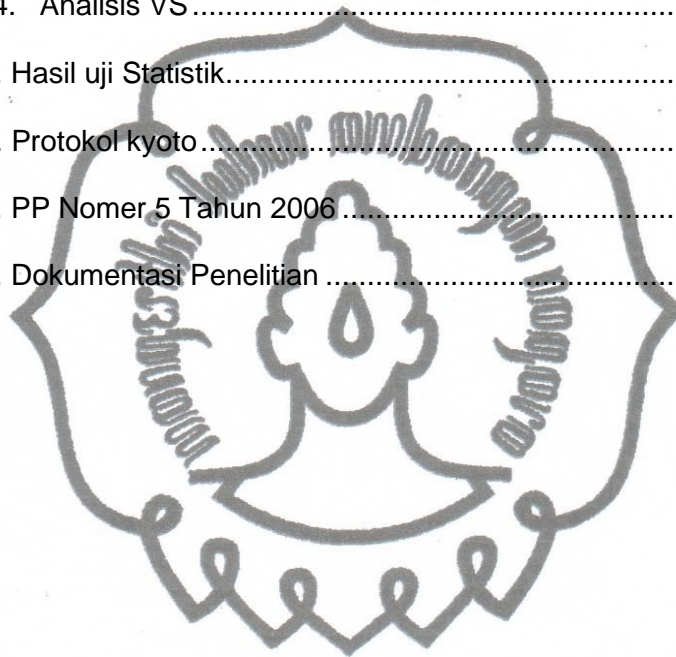 4. Analisis VS ..................................................
. Hasil uji Statistik..................................................
. Protokol kyoto ..................................................
. PP Nomer 5 Tahun 2006 ..................................................
. Dokumentasi Penelitian ..................................................